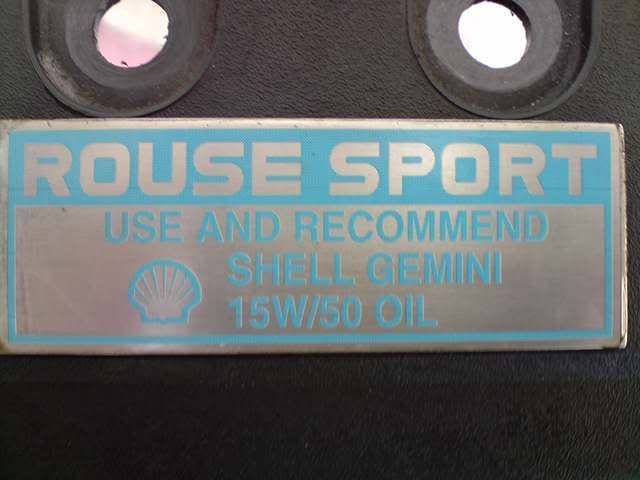 ROUSE SPORT
USE AND RECOMMEND
SHELL GEMINI
15W/50 OIL